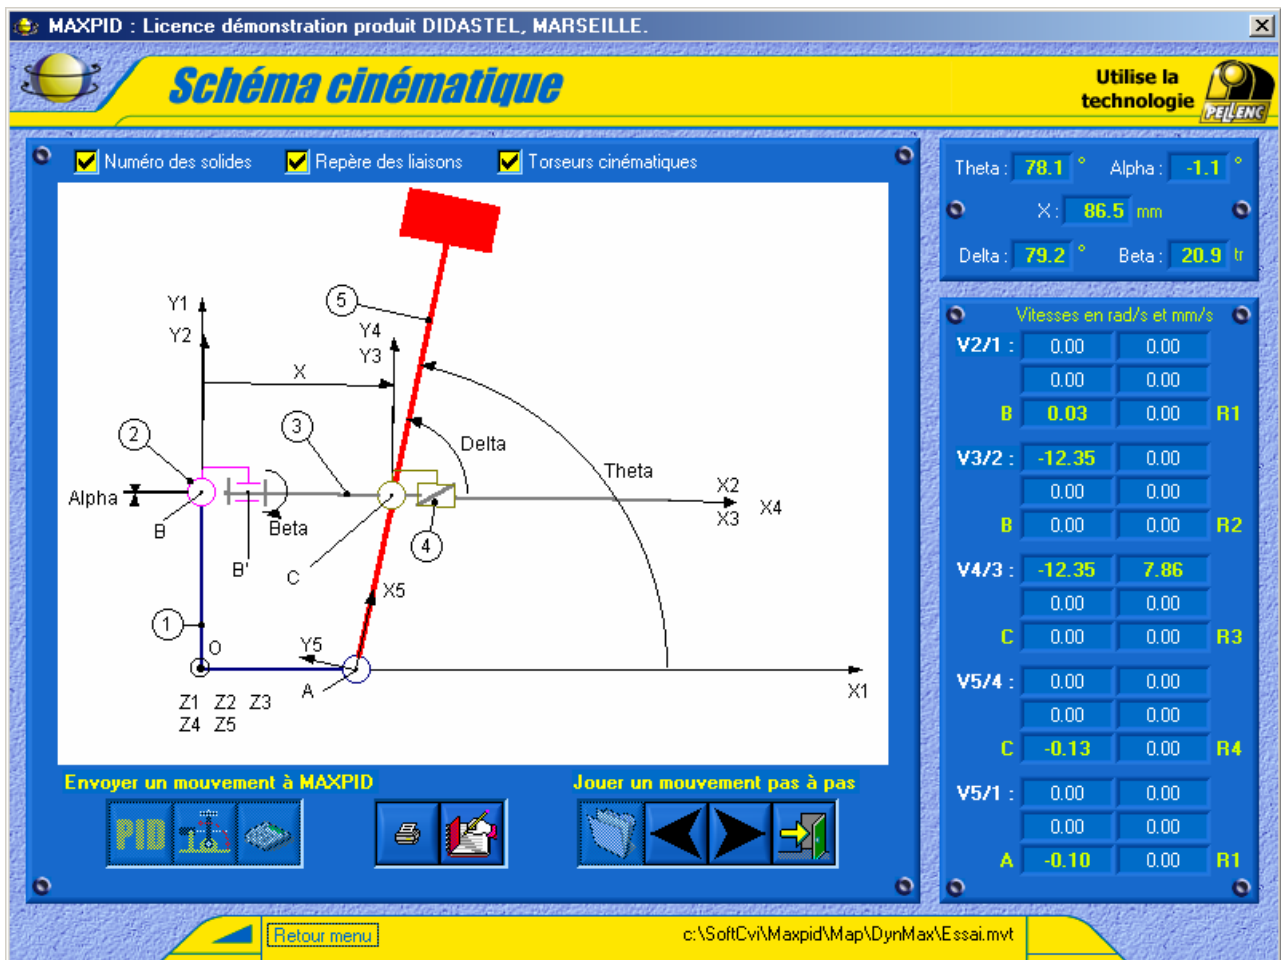 MAXPID : Licence démonstration produit DIDASTEL, MARSEILLE.
Schéma cinématique
Utilise la
technologie
PELLENC
Numéro des solides
Repère des liaisons
Torseurs cinématiques
Theta : 78.1 ° Alpha : -1.1 °
X : 86.5 mm
Delta : 79.2 ° Beta : 20.9 tr
Y1
Y2
X
5
Y4
Y3
2
3
Delta
Theta
Alpha
B
Beta
B'
C
4
X2
X3
X4
X5
1
O
Y5
A
X1
Z1 Z2 Z3
Z4 Z5
Vitesses en rad/s et mm/s
V2/1 : 0.00 0.00
0.00 0.00
B 0.03 0.00 R1
V3/2 : -12.35 0.00
0.00 0.00
B 0.00 0.00 R2
V4/3 : -12.35 7.86
0.00 0.00
C 0.00 0.00 R3
V5/4 : 0.00 0.00
0.00 0.00
C -0.13 0.00 R4
V5/1 : 0.00 0.00
0.00 0.00
A -0.10 0.00 R1
Envoyer un mouvement à MAXPID
Jouer un mouvement pas à pas
PID
Retour menu
c:\SoftCvi\Maxpid\Map\DynMax\Essai.mvt